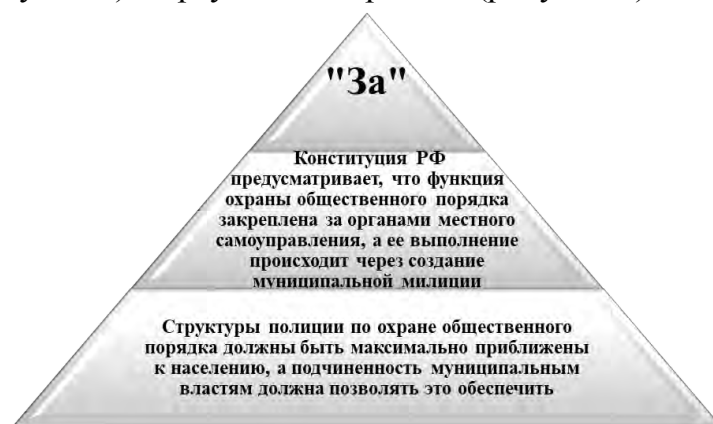 "За"
Конституция РФ
предусматривает, что функция
охраны общественного порядка
закреплена за органами местного
самоуправления, а ее выполнение
происходит через создание
муниципальной милиции
Структуры полиции по охране общественного
порядка должны быть максимально приближены
к населению, а подчиненность муниципальным
властям должна позволять это обеспечить